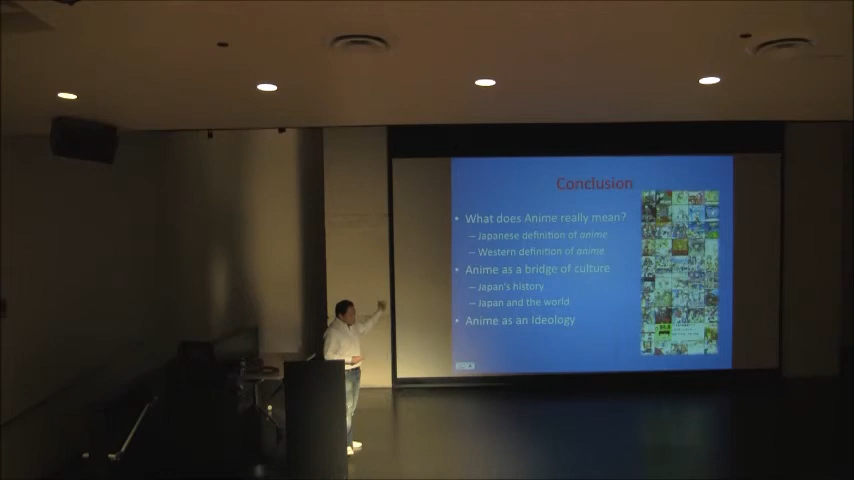 Conclusion
• What does Anime really mean?
– Japanese definition of anime
– Western definition of anime
• Anime as a bridge of culture
– Japan's history
– Japan and the world
• Anime as an Ideology